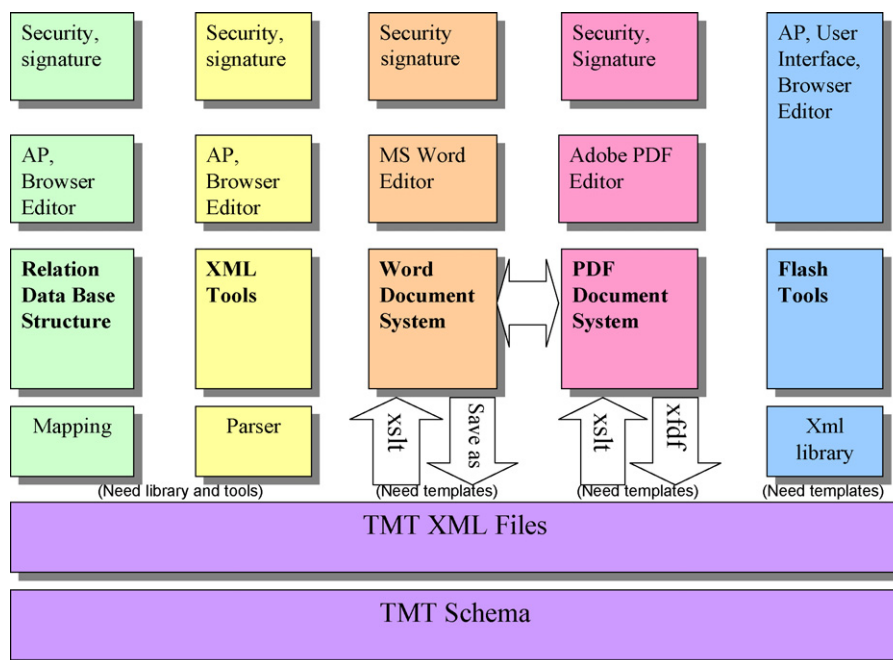 Security,
signature
Security,
signature
Security
signature
Security,
Signature
AP, User
Interface,
Browser
Editor
AP,
Browser
Editor
AP,
Browser
Editor
MS Word
Editor
Adobe PDF
Editor
Relation
Data Base
Structure
XML
Tools
Word
Document
System
PDF
Document
System
Flash
Tools
Mapping
Parser
xslt
Save as
xslt
xfdf
Xml
library
(Need library and tools)
(Need templates)
(Need templates)
(Need templates)
TMT XML Files
TMT Schema